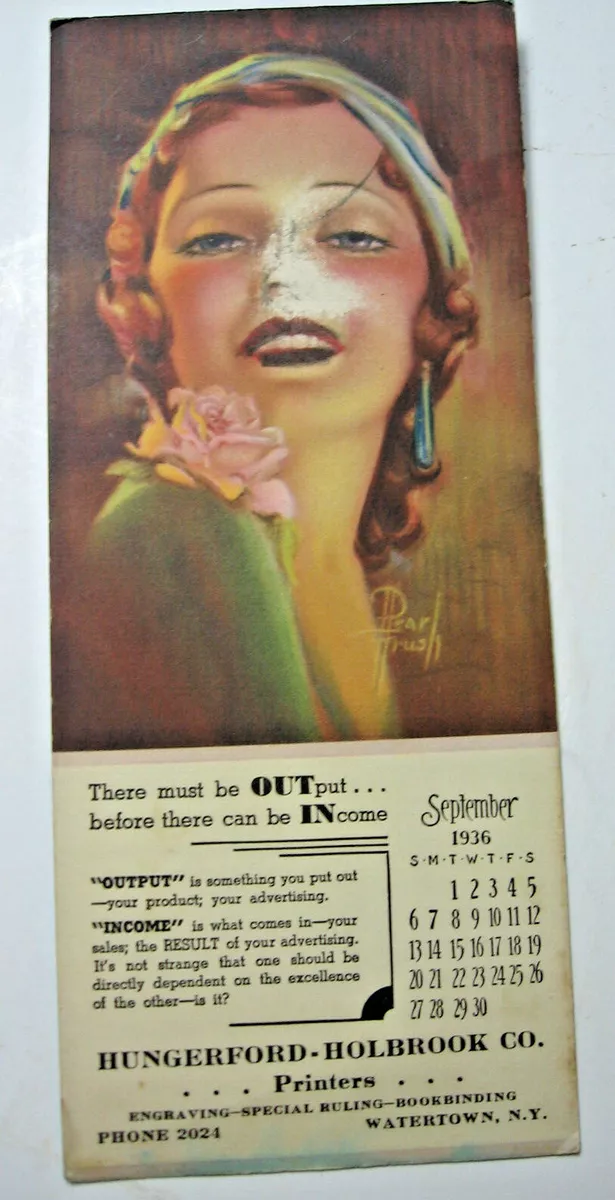 Pearl
Frush
There must be OUTput...
before there can be INcome
"OUTPUT" is something you put out
—your product; your advertising.
"INCOME" is what comes in—your
sales; the RESULT of your advertising.
It's not strange that one should be
directly dependent on the excellence
of the other—is it?
September
1936
S·M·T·W·T·F·S
1 2 3 4 5
6 7 8 9 10 11 12
13 14 15 16 17 18 19
20 21 22 23 24 25 26
27 28 29 30
HUNGERFORD-HOLBROOK CO.
. . . Printers . . .
ENGRAVING—SPECIAL RULING—BOOKBINDING
PHONE 2024 WATERTOWN, N.Y.